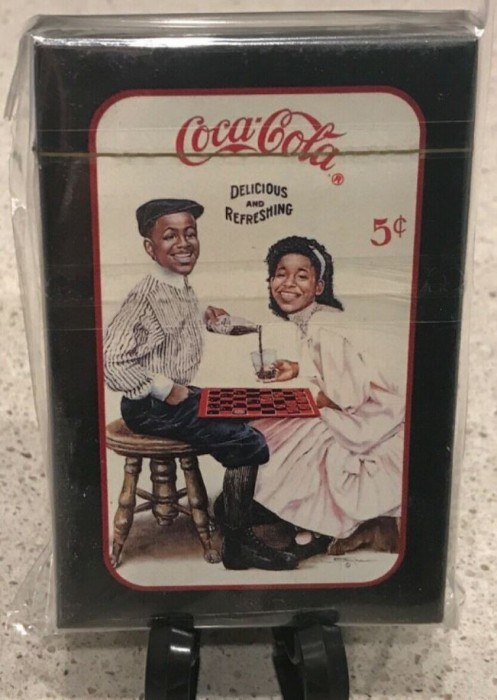 Coca-Cola
®
DELICIOUS
AND
REFRESHING
5¢